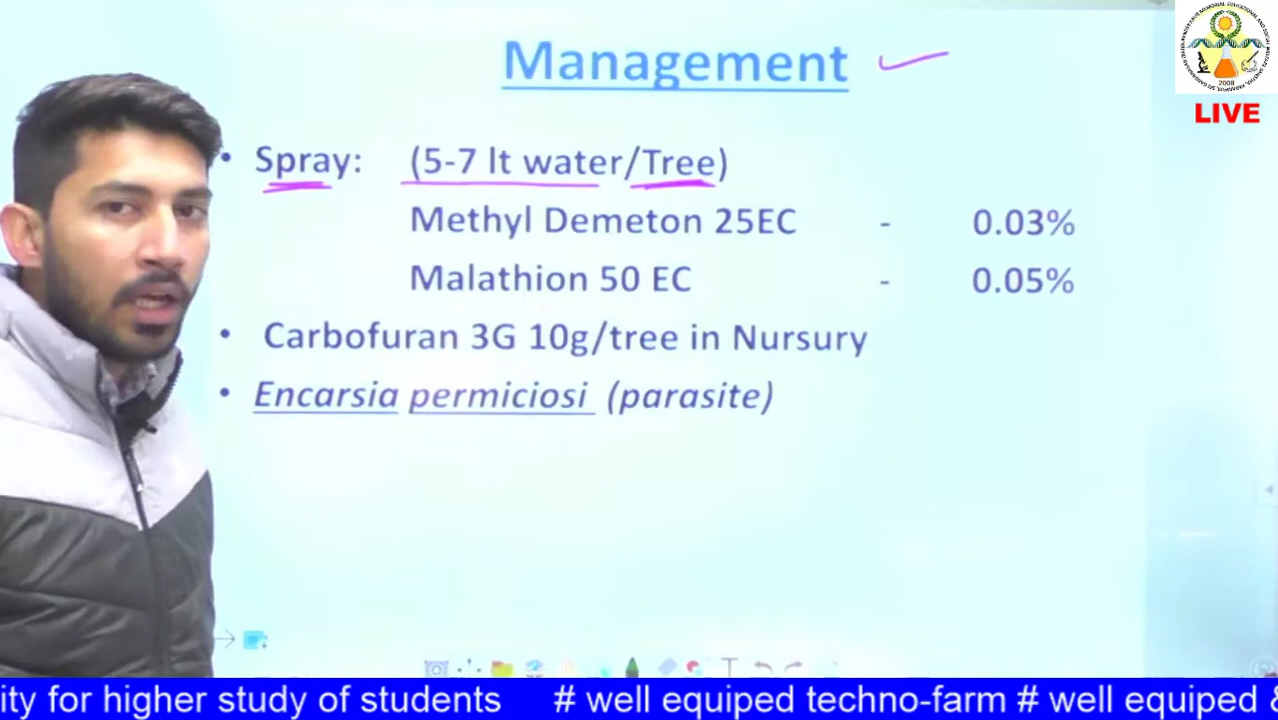 Management
2008
LIVE
• Spray: (5-7 lt water/Tree)
Methyl Demeton 25EC - 0.03%
Malathion 50 EC - 0.05%
• Carbofuran 3G 10g/tree in Nursury
• Encarsia permiciosi (parasite)
ity for higher study of students # well equiped techno-farm # well equiped &